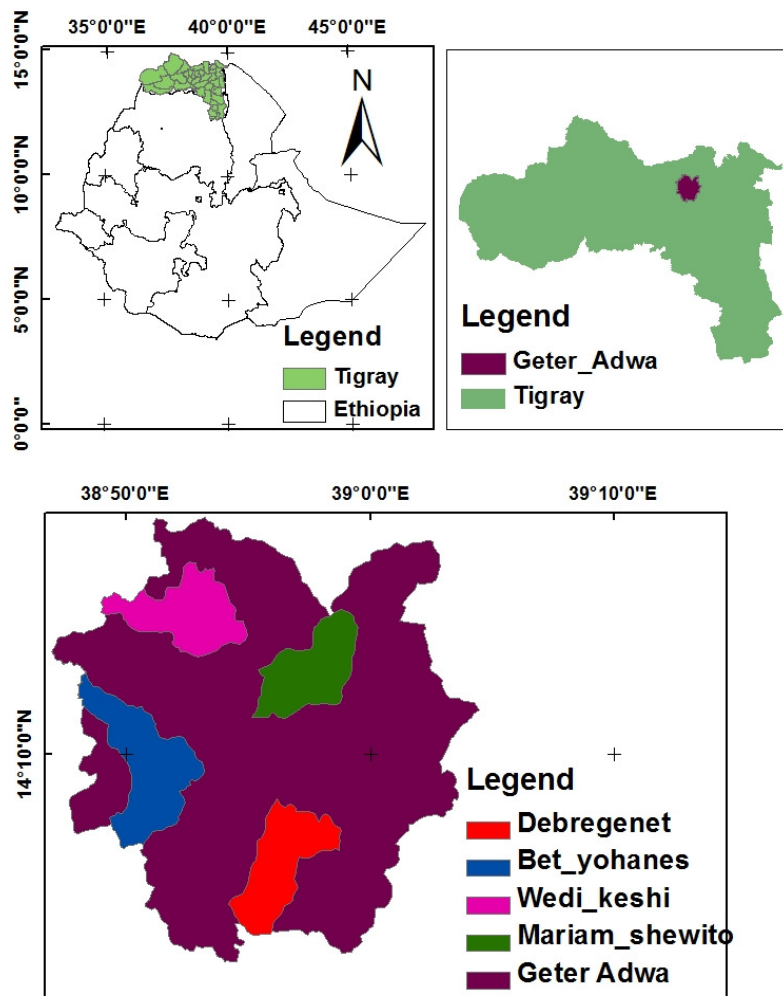 35°0'0"E 40°0'0"E 45°0'0"E
15°0'0"N
10°0'0"N
5°0'0"N
0°0'0"
N
Legend
Tigray
Ethiopia
Legend
Geter_Adwa
Tigray
38°50'0"E 39°0'0"E 39°10'0"E
14°10'0"N
Legend
Debregenet
Bet_yohanes
Wedi_keshi
Mariam_shewito
Geter Adwa